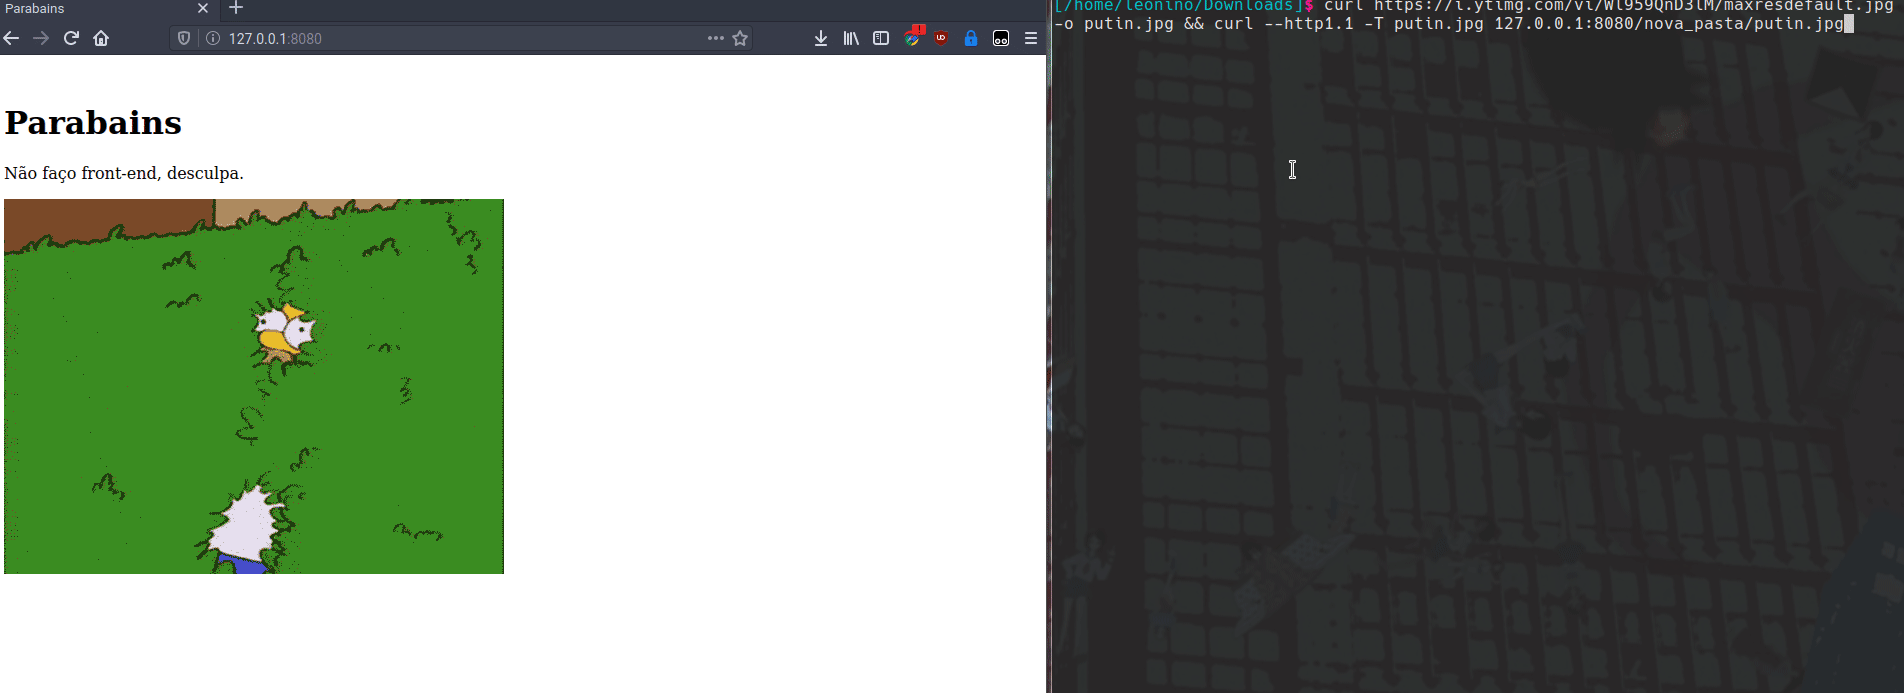 Parabains
127.0.0.1:8080
Parabains
Não faço front-end, desculpa.
[/home/leonino/Downloads]$ curl https://i.ytimg.com/vi/Wl959QnD3lM/maxresdefault.jpg
-o putin.jpg && curl --http1.1 -T putin.jpg 127.0.0.1:8080/nova_pasta/putin.jpg